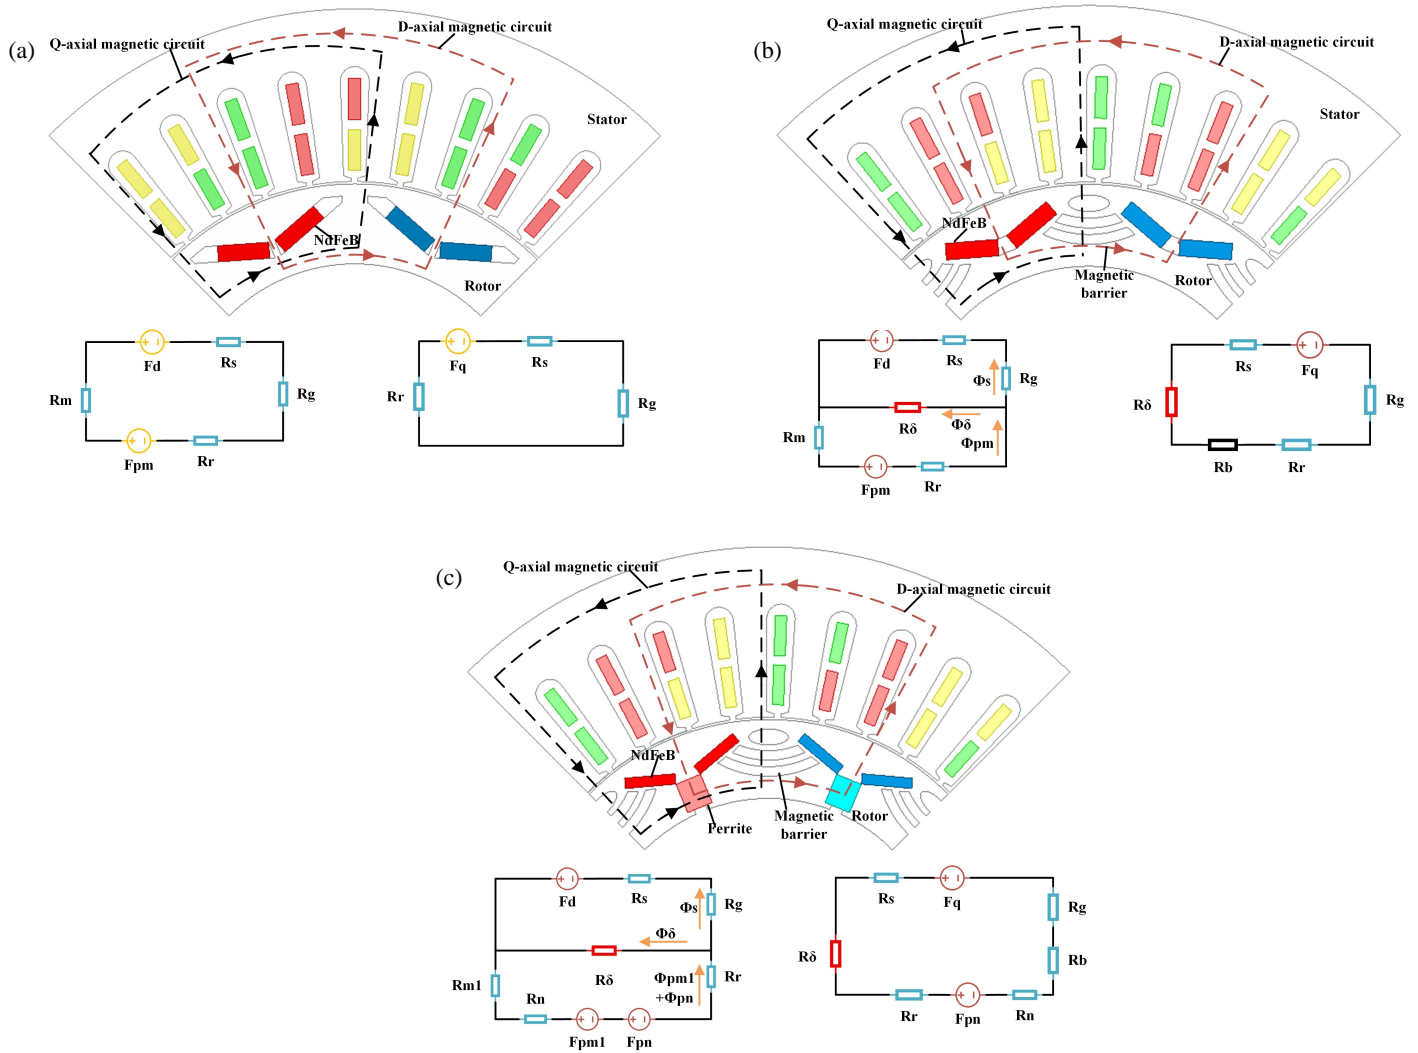 (a)
Q-axial magnetic circuit
D-axial magnetic circuit
Stator
NdFeB
Rotor
Fd
Rs
Rm
Rg
Fpm
Rr
Fq
Rs
Rr
Rg
(b)
Q-axial magnetic circuit
D-axial magnetic circuit
Stator
NdFeB
Magnetic
barrier
Rotor
Fd
Rs
Φs
Rg
Rδ
Φδ
Φpm
Rm
Fpm
Rr
Rs
Fq
Rδ
Rg
Rb
Rr
(c)
Q-axial magnetic circuit
D-axial magnetic circuit
NdFeB
Perrite
Magnetic
barrier
Rotor
Fd
Rs
Φs
Rg
Φδ
Rδ
Rm1
Rn
Φpm1
+Φpn
Rr
Fpm1
Fpn
Rs
Fq
Rg
Rδ
Rb
Rr
Fpn
Rn